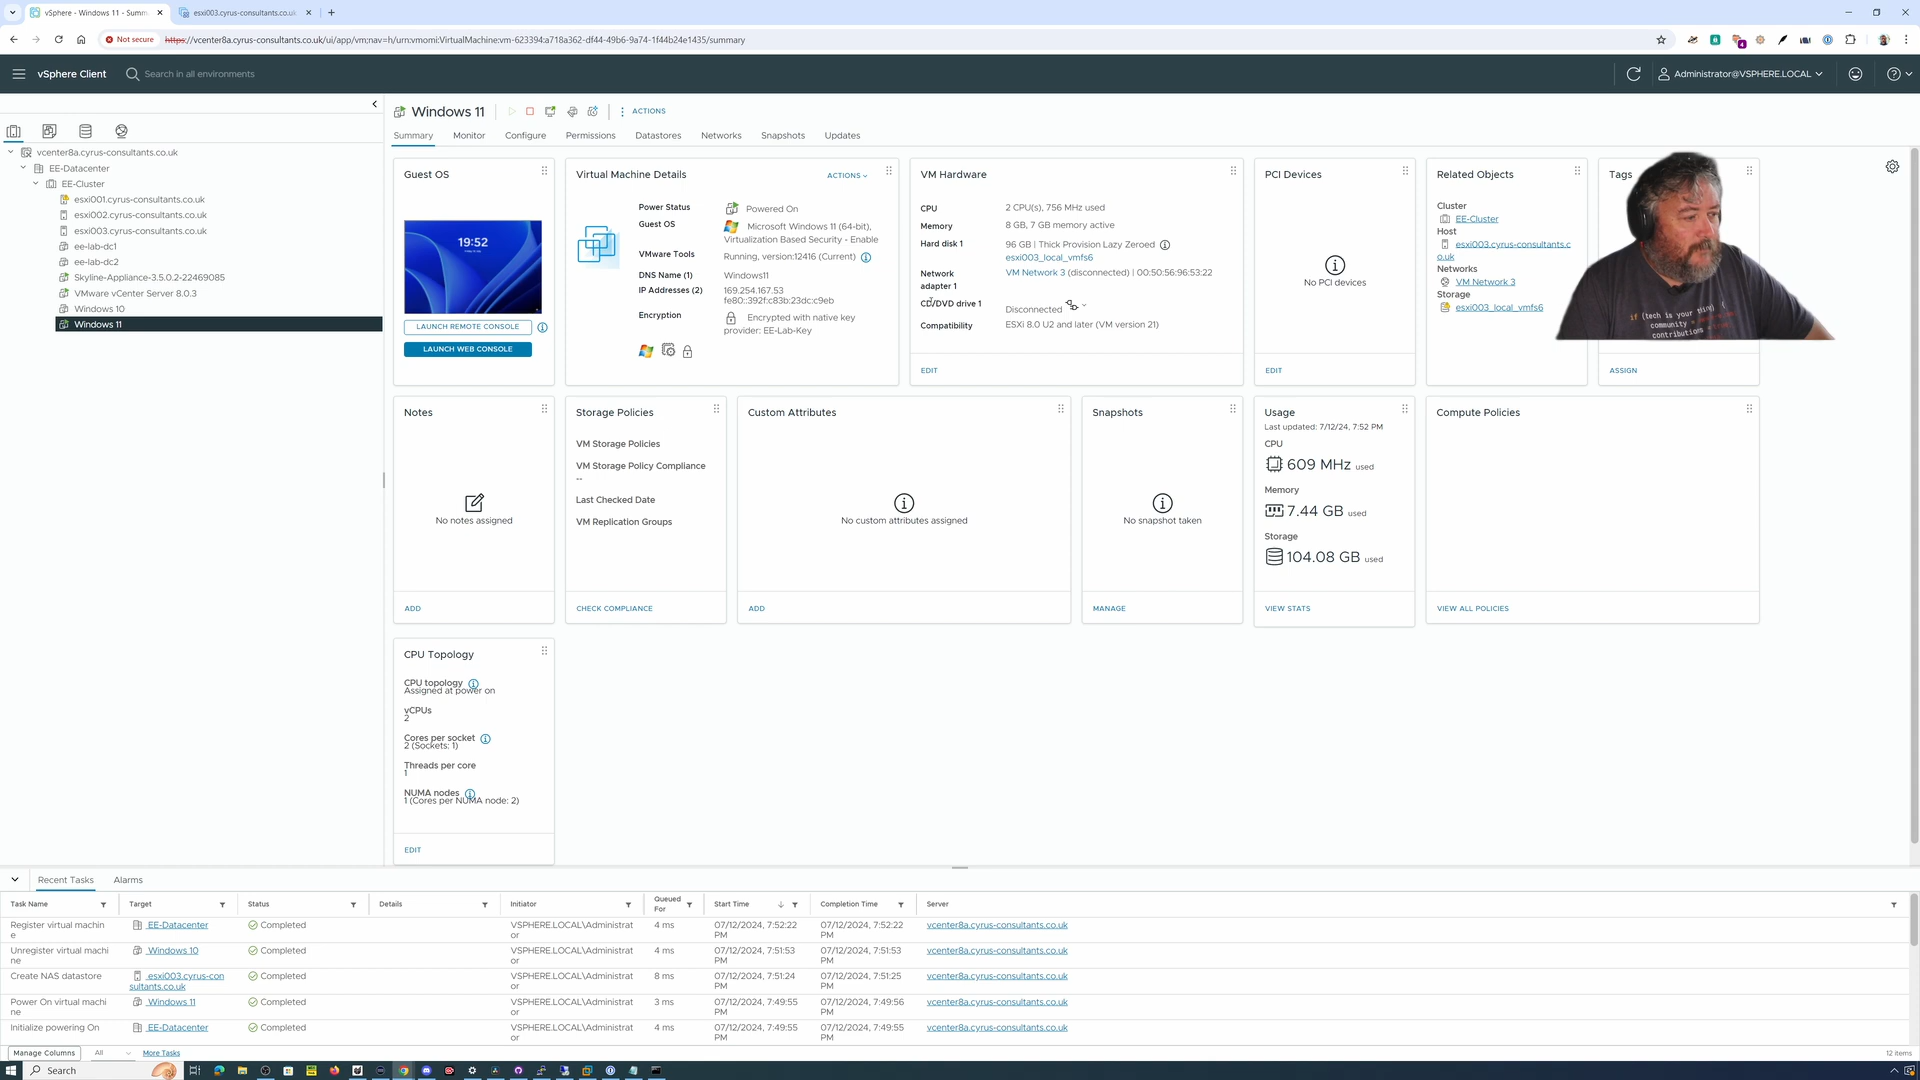 vSphere - Windows 11 - Summ
esxi003.cyrus-consultants.co.uk
Not secure
https://vcenter8a.cyrus-consultants.co.uk/ui/app/vm;nav=h/urn:vmomi:VirtualMachine:vm-623394:a718a362-df44-49b6-9a74-1f44b24e1435/summary
vSphere Client
Search in all environments
Administrator@VSPHERE.LOCAL
vcenter8a.cyrus-consultants.co.uk
EE-Datacenter
EE-Cluster
esxi001.cyrus-consultants.co.uk
esxi002.cyrus-consultants.co.uk
esxi003.cyrus-consultants.co.uk
ee-lab-dc1
ee-lab-dc2
Skyline-Appliance-3.5.0.2-22469085
VMware vCenter Server 8.0.3
Windows 10
Windows 11
Windows 11
ACTIONS
Summary
Monitor
Configure
Permissions
Datastores
Networks
Snapshots
Updates
Guest OS
19:52
LAUNCH REMOTE CONSOLE
LAUNCH WEB CONSOLE
Virtual Machine Details
ACTIONS
Power Status
Powered On
Guest OS
Microsoft Windows 11 (64-bit),
Virtualization Based Security - Enable
VMware Tools
Running, version:12416 (Current)
DNS Name (1)
Windows11
IP Addresses (2)
169.254.167.53
fe80::392f:c83b:23dc:c9eb
Encryption
Encrypted with native key
provider: EE-Lab-Key
VM Hardware
CPU
2 CPU(s), 756 MHz used
Memory
8 GB, 7 GB memory active
Hard disk 1
96 GB | Thick Provision Lazy Zeroed
esxi003_local_vmfs6
Network
adapter 1
VM Network 3 (disconnected) | 00:50:56:96:53:22
CD/DVD drive 1
Disconnected
Compatibility
ESXi 8.0 U2 and later (VM version 21)
EDIT
PCI Devices
No PCI devices
EDIT
Related Objects
Cluster
EE-Cluster
Host
esxi003.cyrus-consultants.c
o.uk
Networks
VM Network 3
Storage
esxi003_local_vmfs6
Tags
if (tech is your
community =
contributions =
ASSIGN
Notes
No notes assigned
ADD
Storage Policies
VM Storage Policies
VM Storage Policy Compliance
--
Last Checked Date
VM Replication Groups
CHECK COMPLIANCE
Custom Attributes
No custom attributes assigned
ADD
Snapshots
No snapshot taken
MANAGE
Usage
Last updated: 7/12/24, 7:52 PM
CPU
609 MHz used
Memory
7.44 GB used
Storage
104.08 GB used
VIEW STATS
Compute Policies
VIEW ALL POLICIES
CPU Topology
CPU topology
Assigned at power on
vCPUs
2
Cores per socket
2 (Sockets: 1)
Threads per core
1
NUMA nodes
1 (Cores per NUMA node: 2)
EDIT
Recent Tasks
Alarms
Task Name
Target
Status
Details
Initiator
Queued
For
Start Time
Completion Time
Server
Register virtual machin
e
EE-Datacenter
Completed
VSPHERE.LOCAL\Administrat
or
4 ms
07/12/2024, 7:52:22
PM
07/12/2024, 7:52:22
PM
vcenter8a.cyrus-consultants.co.uk
Unregister virtual machi
ne
Windows 10
Completed
VSPHERE.LOCAL\Administrat
or
4 ms
07/12/2024, 7:51:53
PM
07/12/2024, 7:51:53
PM
vcenter8a.cyrus-consultants.co.uk
Create NAS datastore
esxi003.cyrus-con
sultants.co.uk
Completed
VSPHERE.LOCAL\Administrat
or
8 ms
07/12/2024, 7:51:24
PM
07/12/2024, 7:51:25
PM
vcenter8a.cyrus-consultants.co.uk
Power On virtual machi
ne
Windows 11
Completed
VSPHERE.LOCAL\Administrat
or
3 ms
07/12/2024, 7:49:55
PM
07/12/2024, 7:49:56
PM
vcenter8a.cyrus-consultants.co.uk
Initialize powering On
EE-Datacenter
Completed
VSPHERE.LOCAL\Administrat
or
4 ms
07/12/2024, 7:49:55
PM
07/12/2024, 7:49:55
PM
vcenter8a.cyrus-consultants.co.uk
Manage Columns
All
More Tasks
12 items
Search